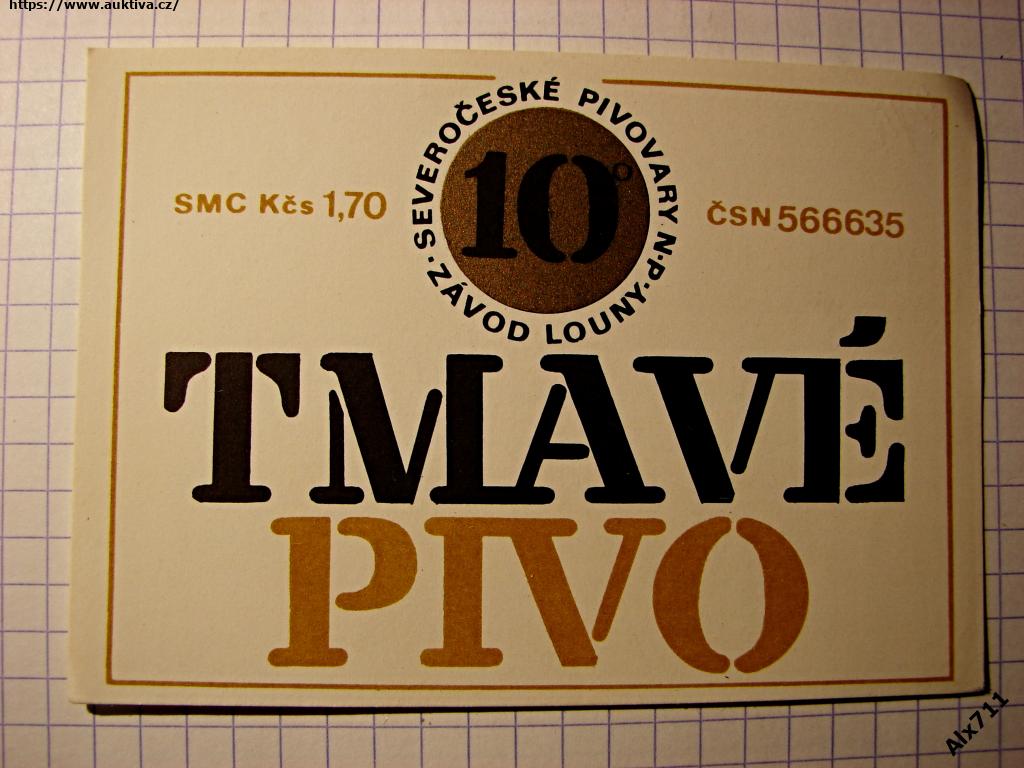 https://www.auktiva.cz/
SEVEROČESKÉ PIVOVARY N·P·
ZÁVOD LOUNY
10°
SMC Kčs 1,70
ČSN 566635
TMAVÉ
PIVO
Alx711